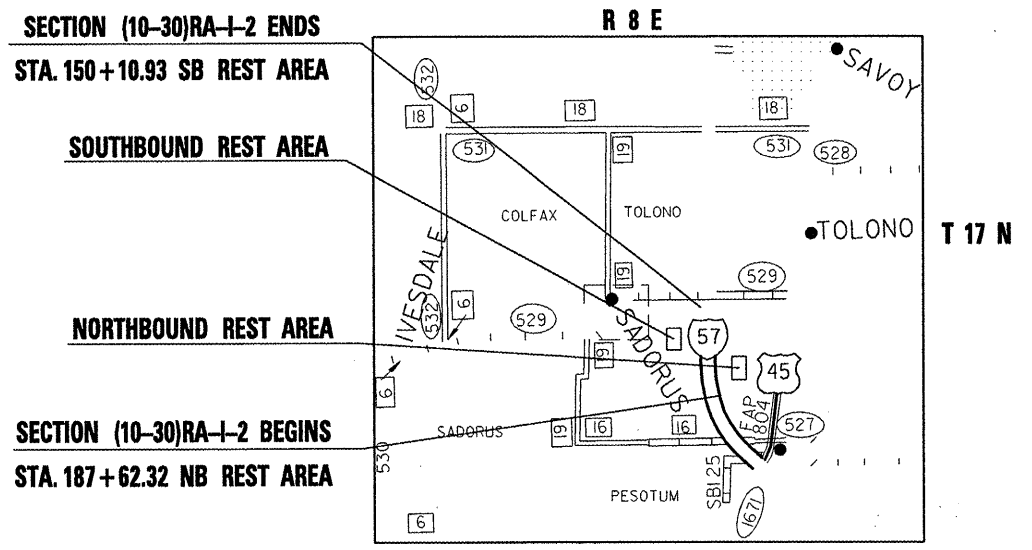 R 8 E
SECTION (10-30)RA-I-2 ENDS
STA. 150+10.93 SB REST AREA
SOUTHBOUND REST AREA
NORTHBOUND REST AREA
SECTION (10-30)RA-I-2 BEGINS
STA. 187+62.32 NB REST AREA
T 17 N
SAVOY
532
18
6
18
18
531
19
531
528
COLFAX
TOLONO
TOLONO
IVESDALE
19
529
532
6
529
SADORUS
57
19
45
6
FAP
804
SADORUS
19
16
16
527
530
SBI 25
PESOTUM
1671
6